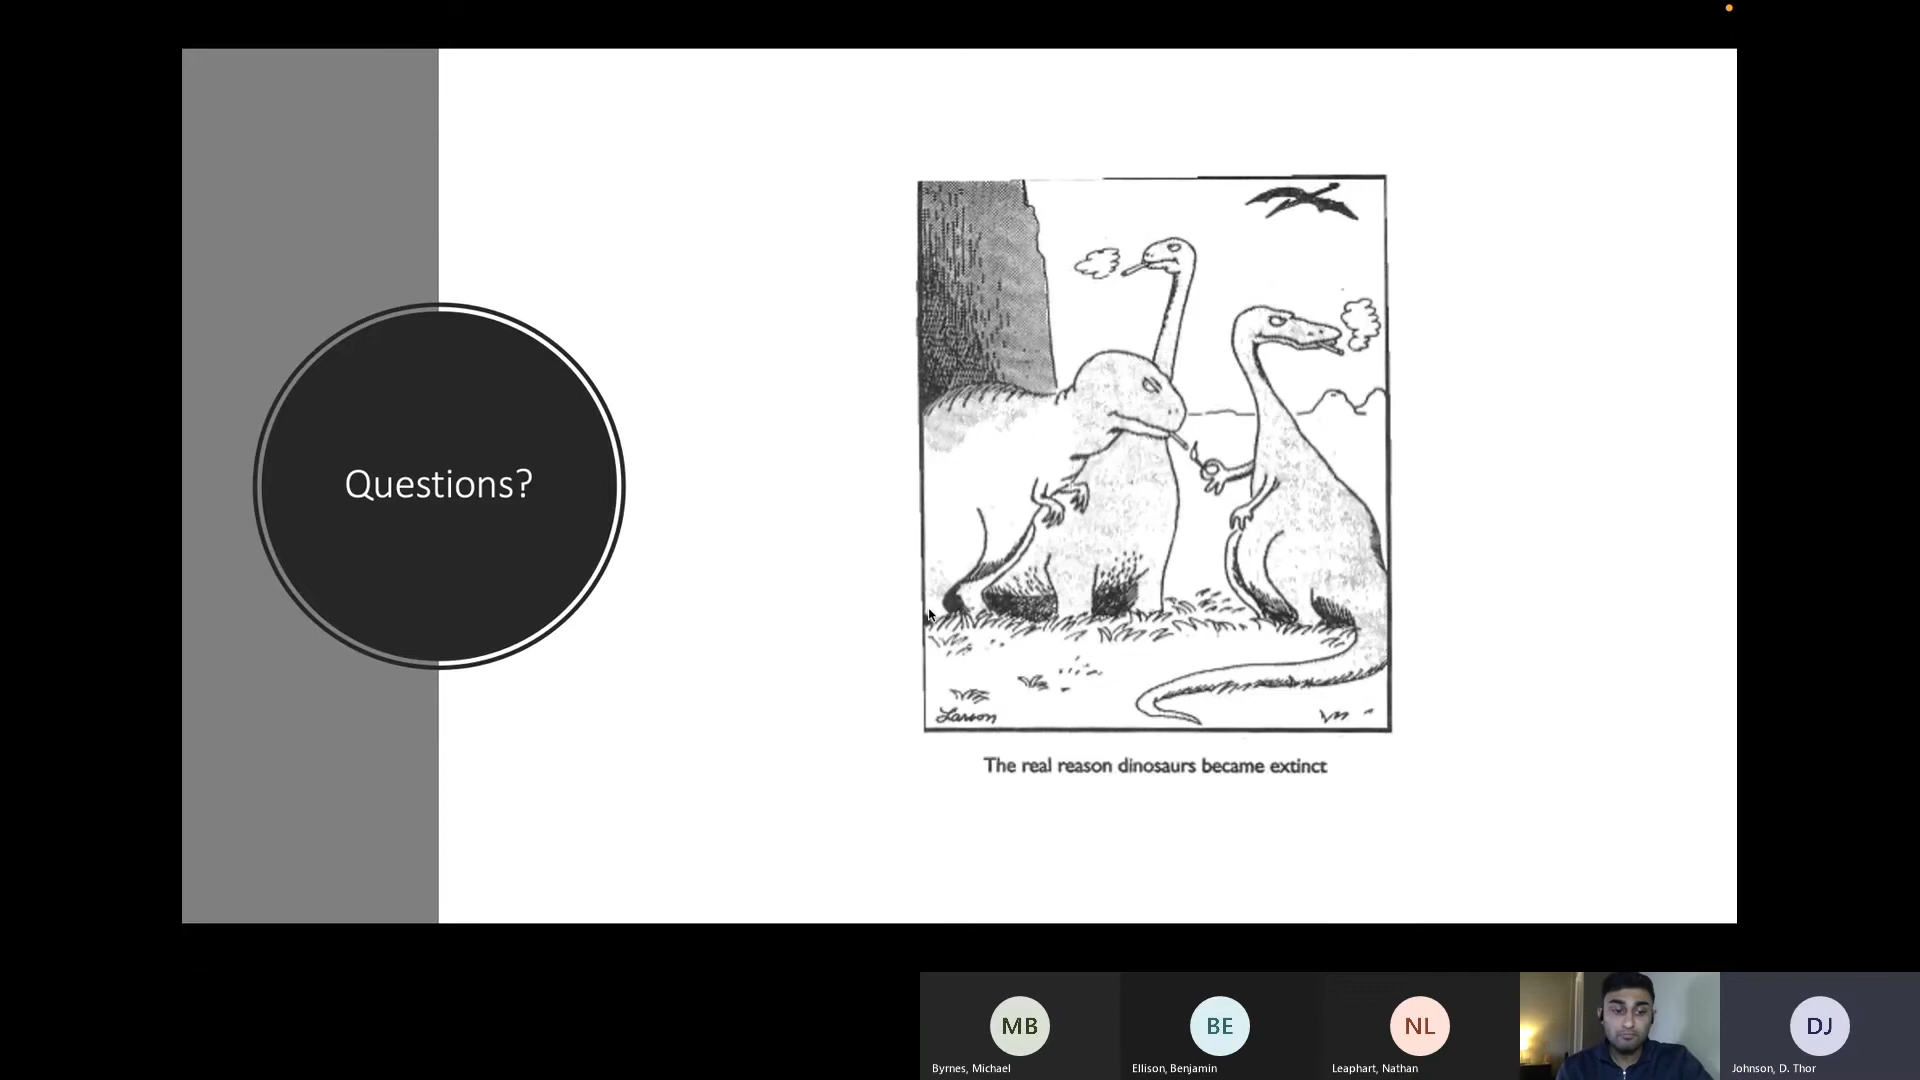 Questions?
Larson
The real reason dinosaurs became extinct
MB
Byrnes, Michael
BE
Ellison, Benjamin
NL
Leaphart, Nathan
DJ
Johnson, D. Thor